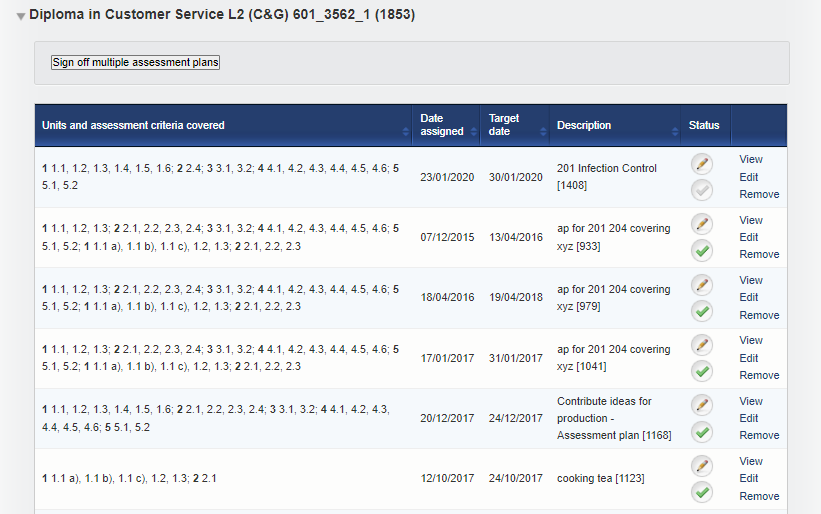 Diploma in Customer Service L2 (C&G) 601_3562_1 (1853)
Sign off multiple assessment plans
Units and assessment criteria covered Date assigned Target date Description Status
1 1.1, 1.2, 1.3, 1.4, 1.5, 1.6; 2 2.4; 3 3.1, 3.2; 4 4.1, 4.2, 4.3, 4.4, 4.5, 4.6; 5
5.1, 5.2
23/01/2020 30/01/2020
201 Infection Control
[1408]
View
Edit
Remove
1 1.1, 1.2, 1.3; 2 2.1, 2.2, 2.3, 2.4; 3 3.1, 3.2; 4 4.1, 4.2, 4.3, 4.4, 4.5, 4.6; 5
5.1, 5.2; 1 1.1 a), 1.1 b), 1.1 c), 1.2, 1.3; 2 2.1, 2.2, 2.3
07/12/2015 13/04/2016
ap for 201 204 covering
xyz [933]
View
Edit
Remove
1 1.1, 1.2, 1.3; 2 2.1, 2.2, 2.3, 2.4; 3 3.1, 3.2; 4 4.1, 4.2, 4.3, 4.4, 4.5, 4.6; 5
5.1, 5.2; 1 1.1 a), 1.1 b), 1.1 c), 1.2, 1.3; 2 2.1, 2.2, 2.3
18/04/2016 19/04/2018
ap for 201 204 covering
xyz [979]
View
Edit
Remove
1 1.1, 1.2, 1.3; 2 2.1, 2.2, 2.3, 2.4; 3 3.1, 3.2; 4 4.1, 4.2, 4.3, 4.4, 4.5, 4.6; 5
5.1, 5.2; 1 1.1 a), 1.1 b), 1.1 c), 1.2, 1.3; 2 2.1, 2.2, 2.3
17/01/2017 31/01/2017
ap for 201 204 covering
xyz [1041]
View
Edit
Remove
1 1.1, 1.2, 1.3, 1.4, 1.5, 1.6; 2 2.1, 2.2, 2.3, 2.4; 3 3.1, 3.2; 4 4.1, 4.2, 4.3,
4.4, 4.5, 4.6; 5 5.1, 5.2
20/12/2017 24/12/2017
Contribute ideas for
production -
Assessment plan [1168]
View
Edit
Remove
1 1.1 a), 1.1 b), 1.1 c), 1.2, 1.3; 2 2.1
12/10/2017 24/10/2017
cooking tea [1123]
View
Edit
Remove